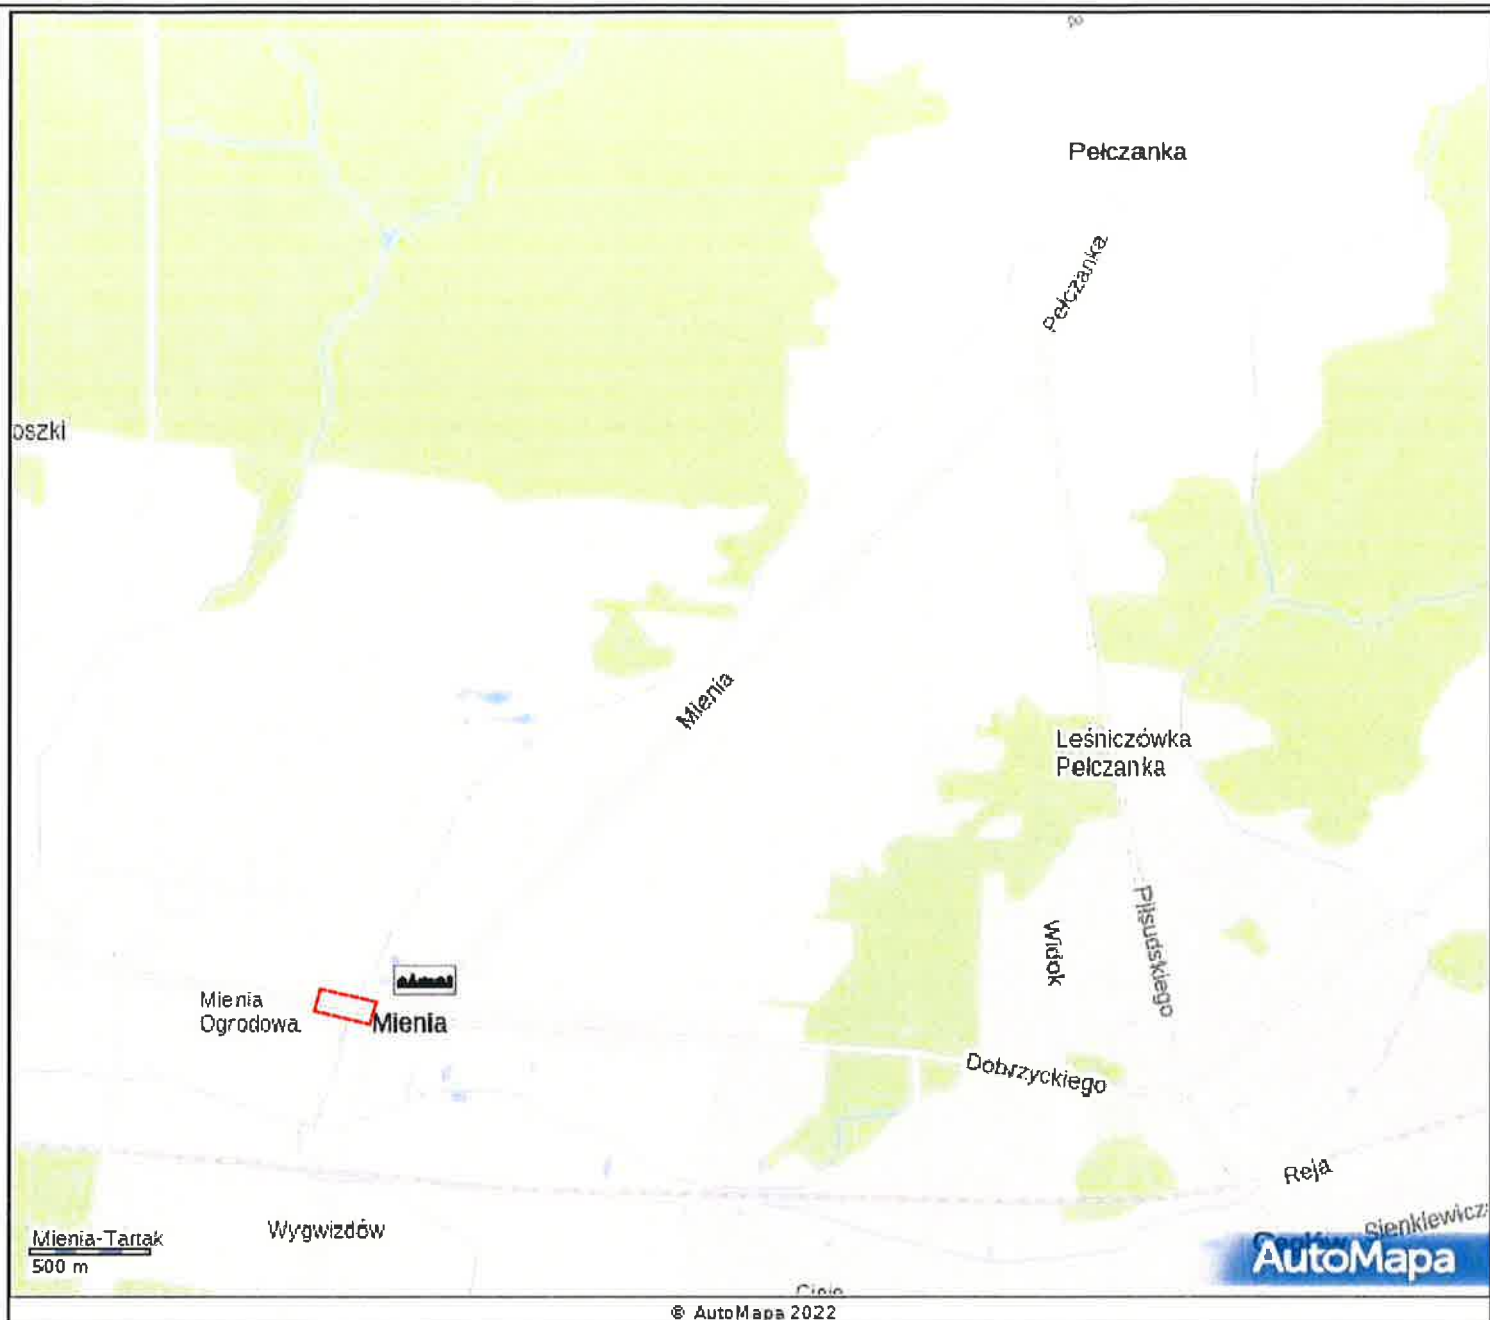 Pełczanka
Pełczanka
oszki
Mienia
Leśniczówka
Pełczanka
Widok
Piłsudskiego
Mienia
Ogrodowa
Mienia
Dobrzyckiego
Reja
Sienkiewicz
Wygwizdów
Mienia-Tartak
500 m
AutoMapa
© AutoMapa 2022